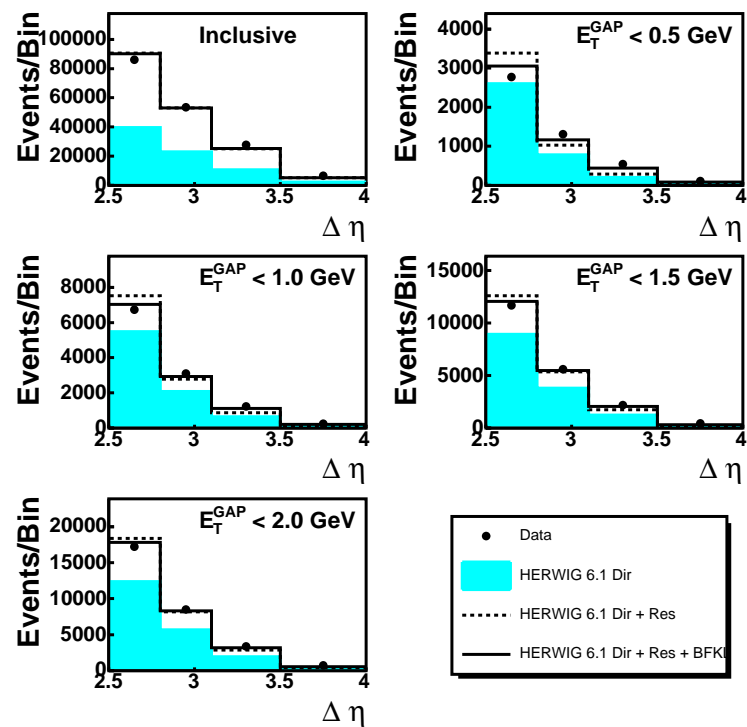 Inclusive
Events/Bin
100000
80000
60000
40000
20000
0
2.5 3 3.5 4
Δ η
E_T^GAP < 0.5 GeV
Events/Bin
4000
3000
2000
1000
0
2.5 3 3.5 4
Δ η
E_T^GAP < 1.0 GeV
Events/Bin
8000
6000
4000
2000
0
2.5 3 3.5 4
Δ η
E_T^GAP < 1.5 GeV
Events/Bin
15000
10000
5000
0
2.5 3 3.5 4
Δ η
E_T^GAP < 2.0 GeV
Events/Bin
20000
15000
10000
5000
0
2.5 3 3.5 4
Δ η
Data
HERWIG 6.1 Dir
HERWIG 6.1 Dir + Res
HERWIG 6.1 Dir + Res + BFKL